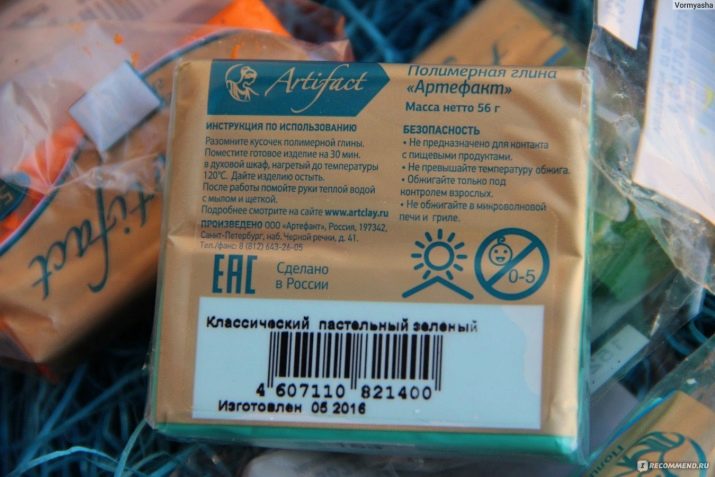 Vormyasha
Artifact
Полимерная глина
«Артефакт»
Масса нетто 56 г
ИНСТРУКЦИЯ ПО ИСПОЛЬЗОВАНИЮ
Разомните кусочек полимерной глины.
Поместите готовое изделие на 30 мин.
в духовой шкаф, нагретый до температуры
120°С. Дайте изделию остыть.
После работы помойте руки теплой водой
с мылом и щеткой.
Подробнее смотрите на сайте www.artclay.ru
ПРОИЗВЕДЕНО ООО «Артефакт», Россия, 197342,
Санкт-Петербург, наб. Черной речки, д. 41.
Тел./факс: 8 (812) 643-26-05
БЕЗОПАСНОСТЬ
• Не предназначено для контакта
с пищевыми продуктами.
• Не превышайте температуру обжига.
• Обжигайте только под
контролем взрослых.
• Не обжигайте в микроволновой
печи и гриле.
EAC
Сделано
в России
0-5
Классический пастельный зеленый
4 607110 821400
Изготовлен 05 2016
tifact
I RECOMMEND.RU